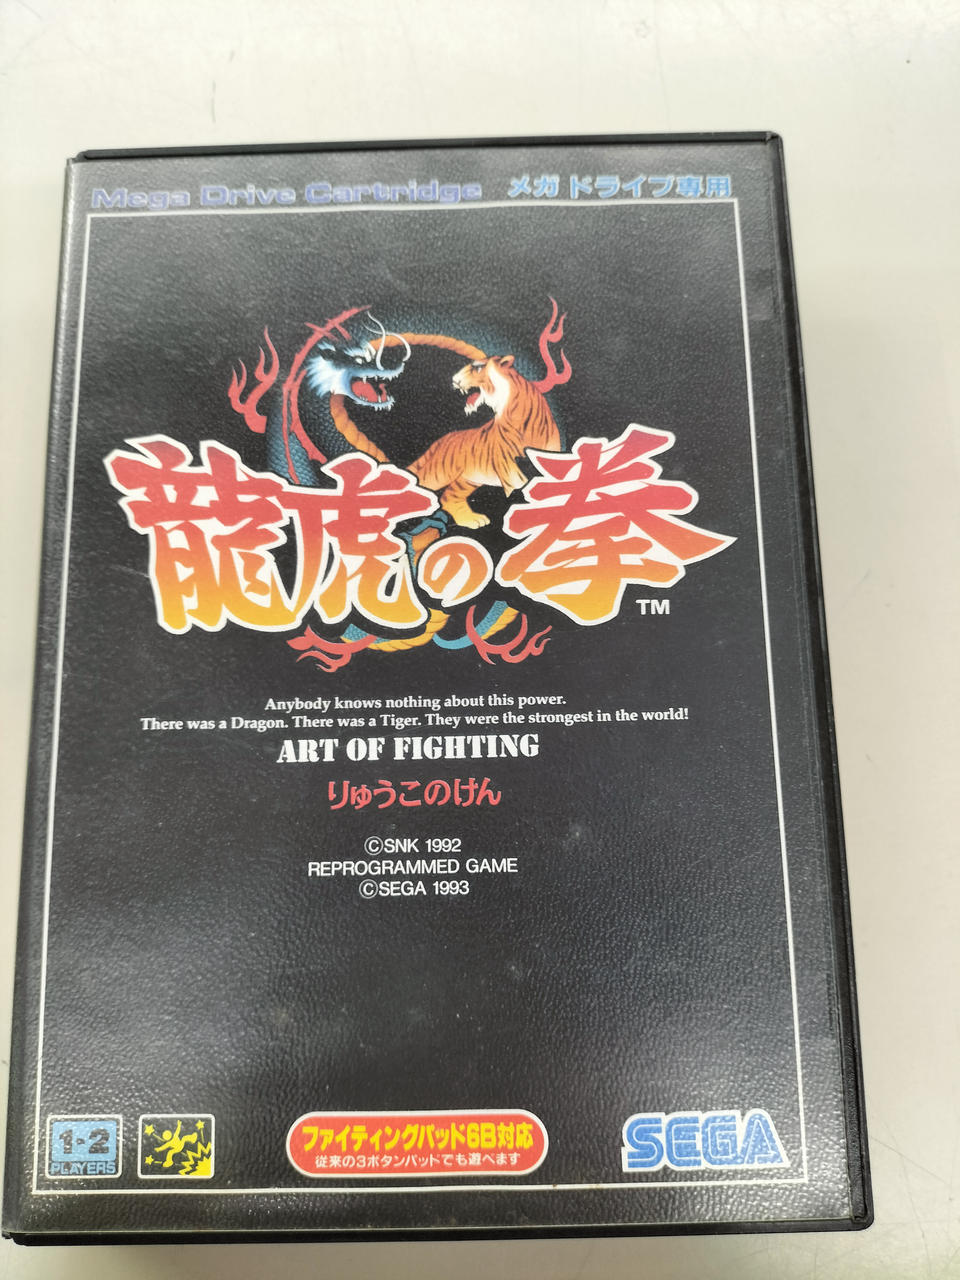 Mega Drive Cartridge メガドライブ専用
龍虎の拳
TM
Anybody knows nothing about this power.
There was a Dragon. There was a Tiger. They were the strongest in the world!
ART OF FIGHTING
りゅうこのけん
©SNK 1992
REPROGRAMMED GAME
©SEGA 1993
1-2
PLAYERS
ファイティングパッド6B対応
従来の3ボタンパッドでも遊べます
SEGA